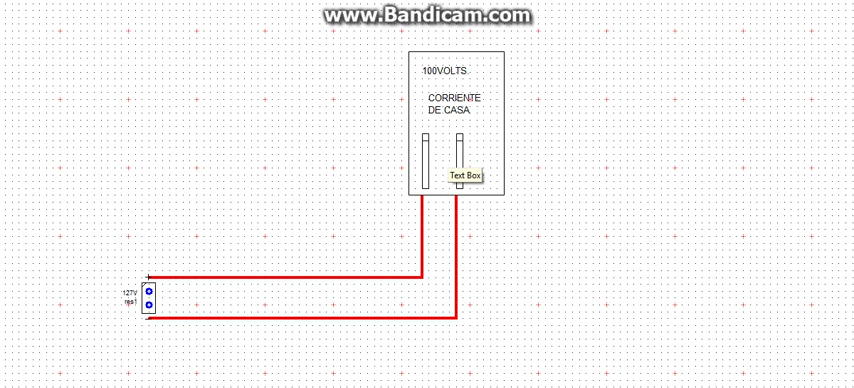 www.Bandicam.com
100VOLTS.
CORRIENTE
DE CASA
Text Box
127V
res1